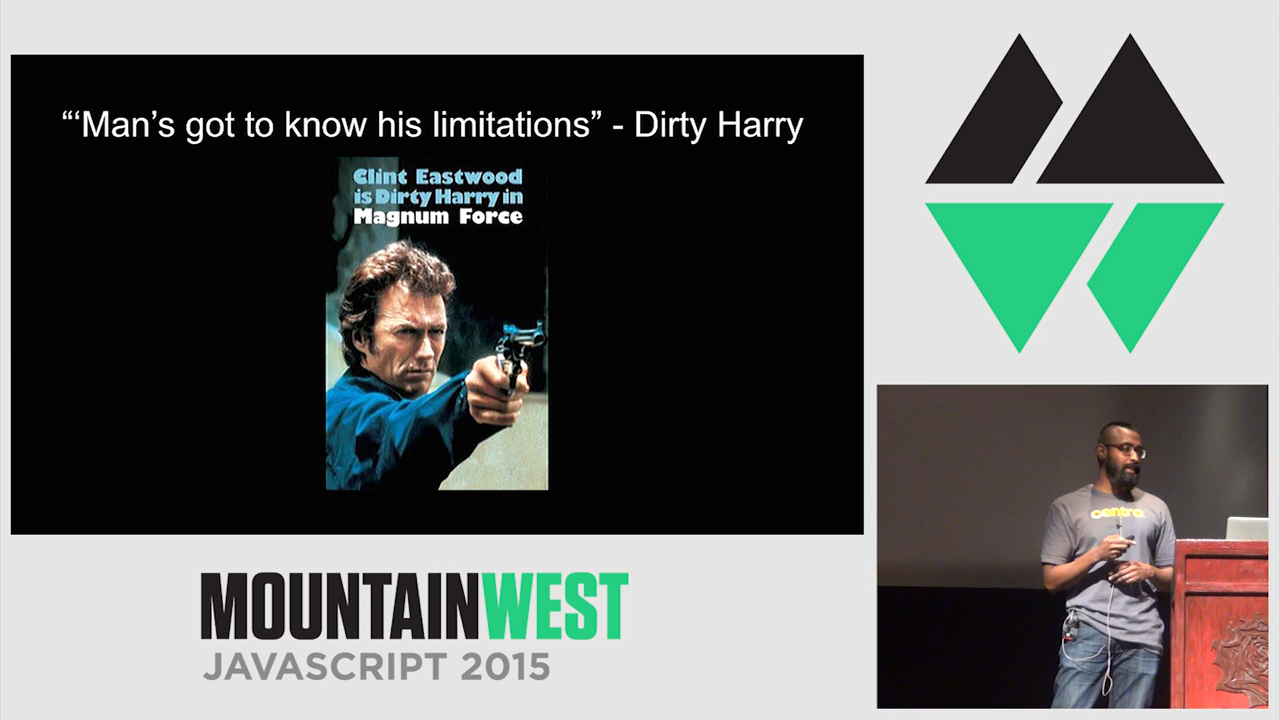 “‘Man’s got to know his limitations” - Dirty Harry
Clint Eastwood
is Dirty Harry in
Magnum Force
centro
MOUNTAINWEST
JAVASCRIPT 2015